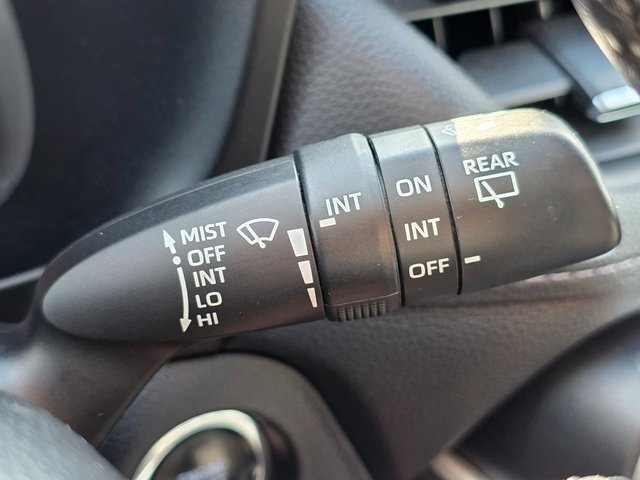 MIST
OFF
INT
LO
HI
INT
ON
INT
OFF
REAR